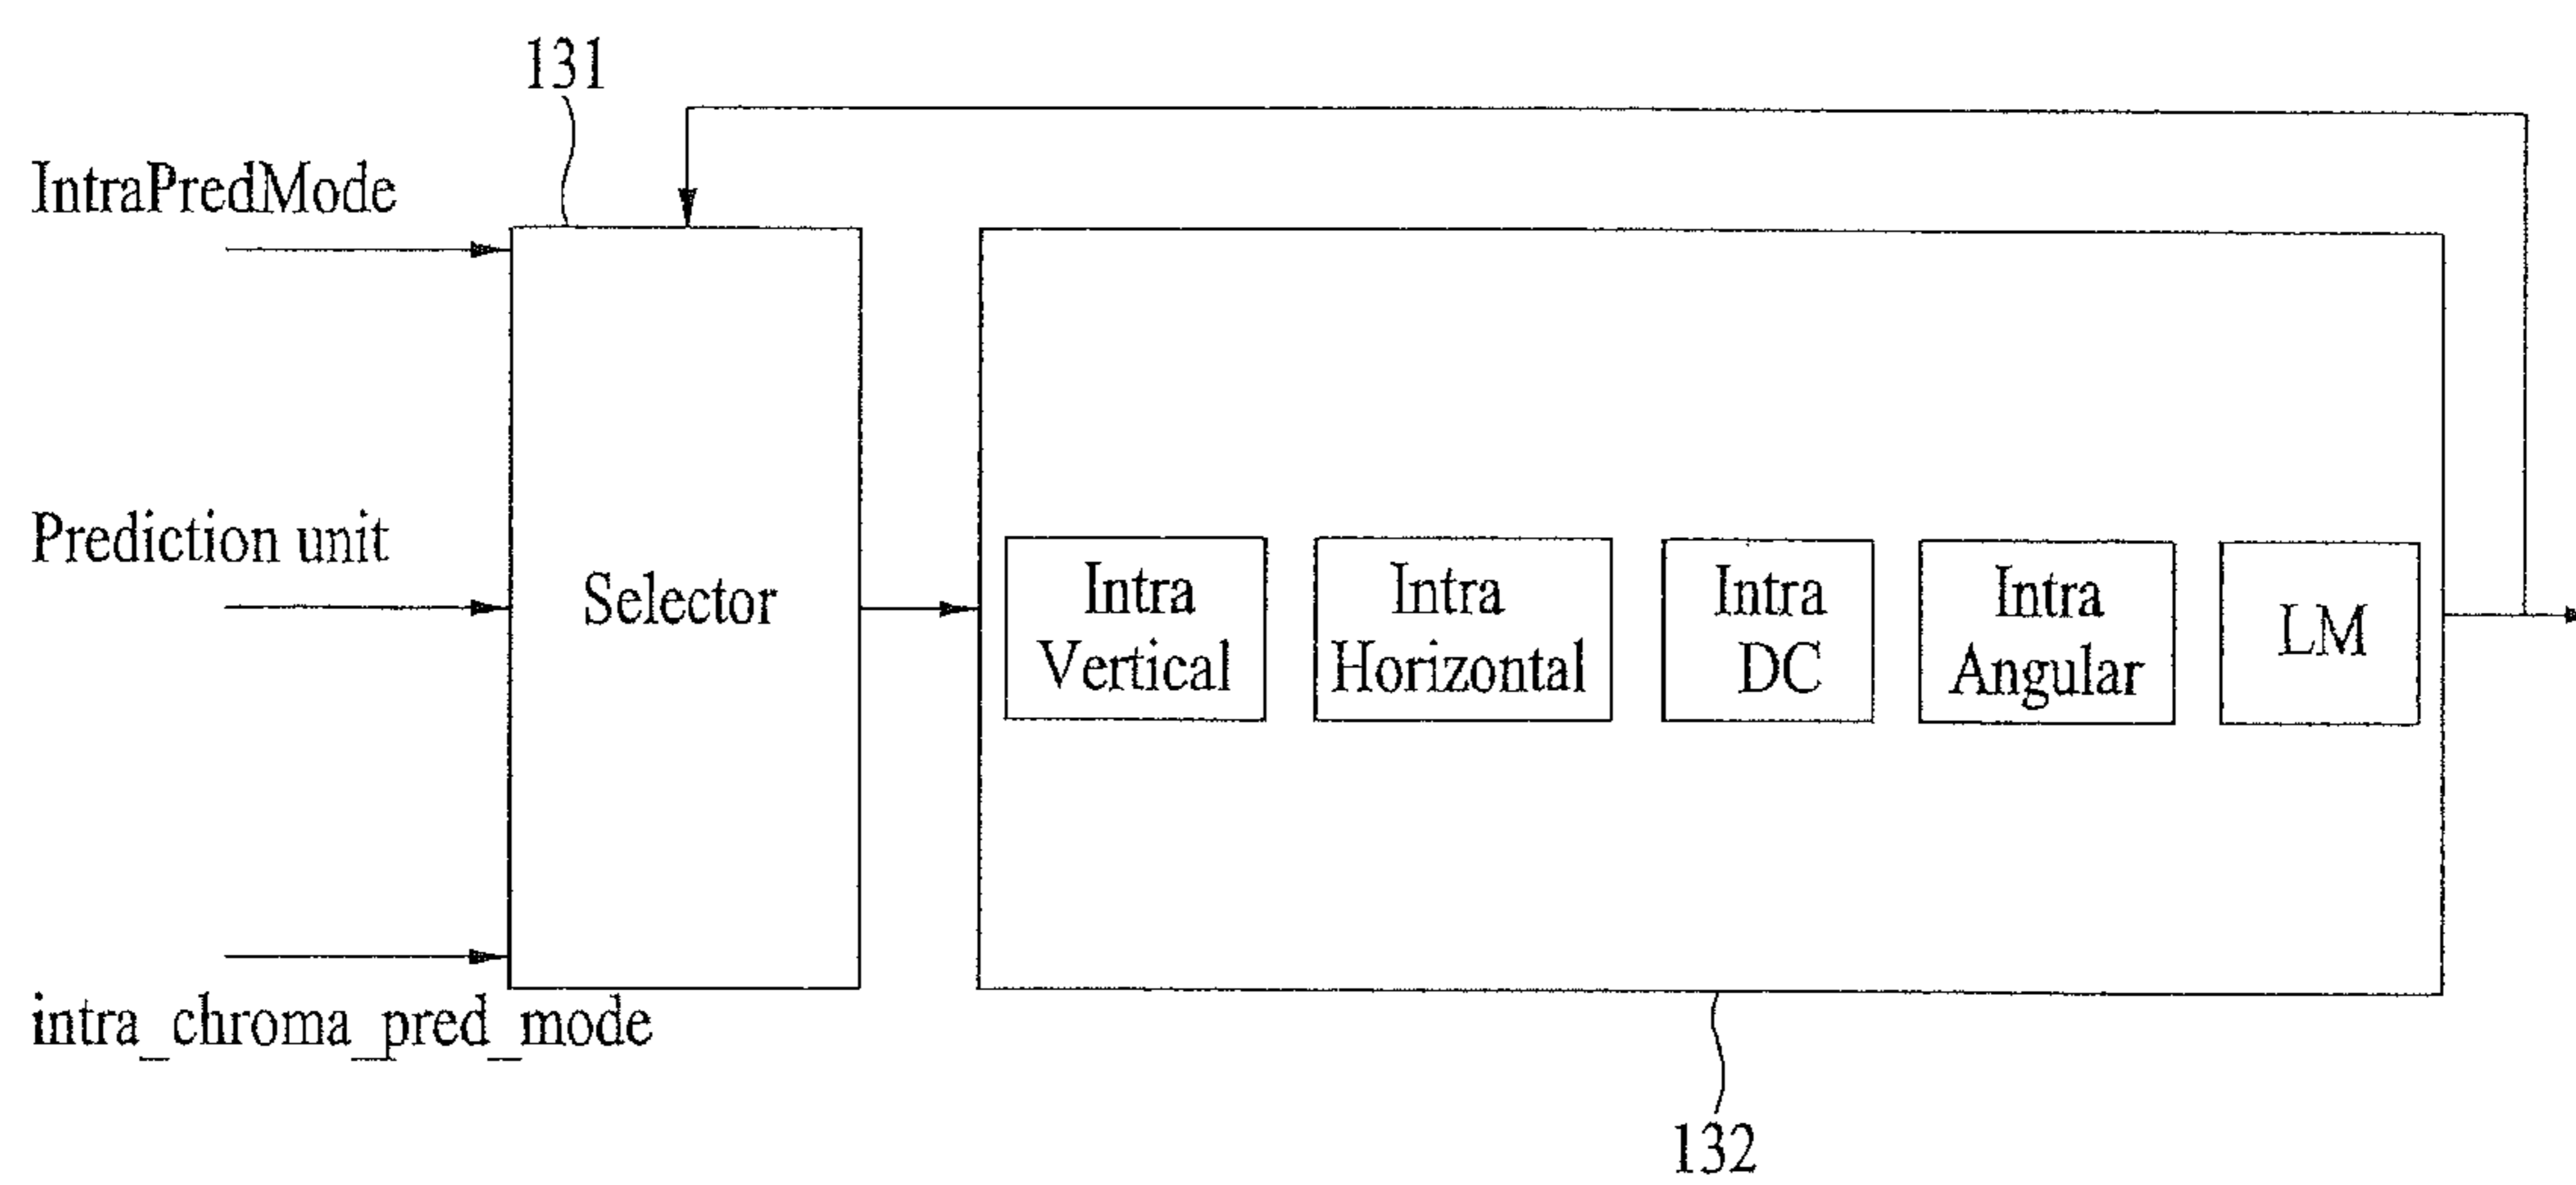 131
IntraPredMode
Prediction unit
intra_chroma_pred_mode
Selector
Intra
Vertical
Intra
Horizontal
Intra
DC
Intra
Angular
LM
132